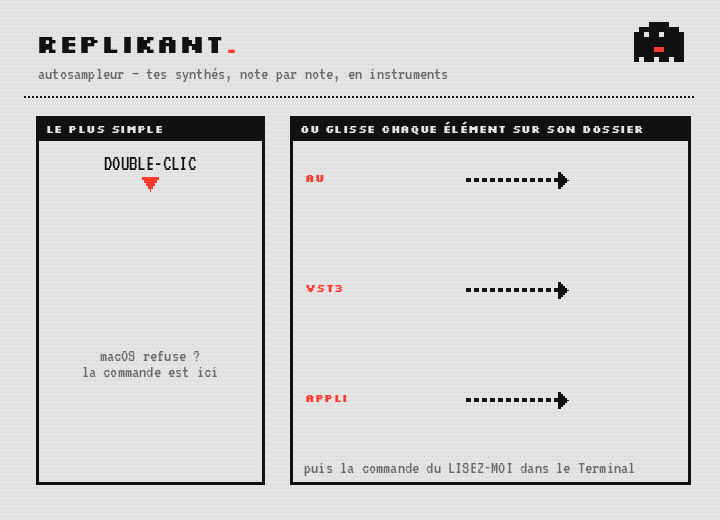 REPLIKANT.
autosampleur – tes synthés, note par note, en instruments
LE PLUS SIMPLE
DOUBLE-CLIC
macOS refuse ?
la commande est ici
OU GLISSE CHAQUE ÉLÉMENT SUR SON DOSSIER
AU
VST3
APPLI
puis la commande du LISEZ-MOI dans le Terminal